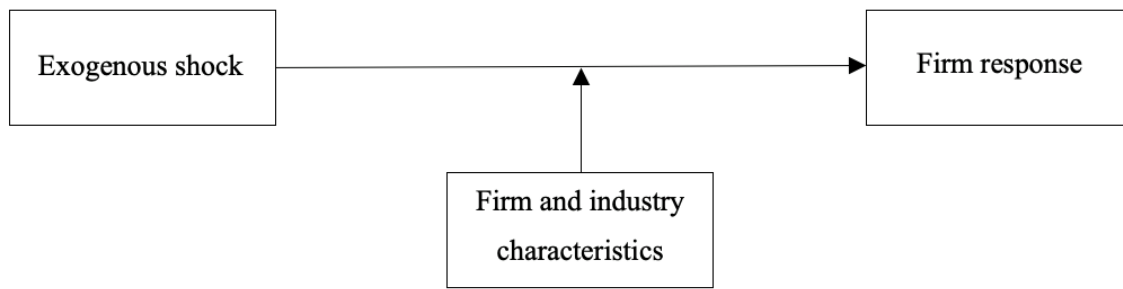 Exogenous shock
Firm response
Firm and industry
characteristics